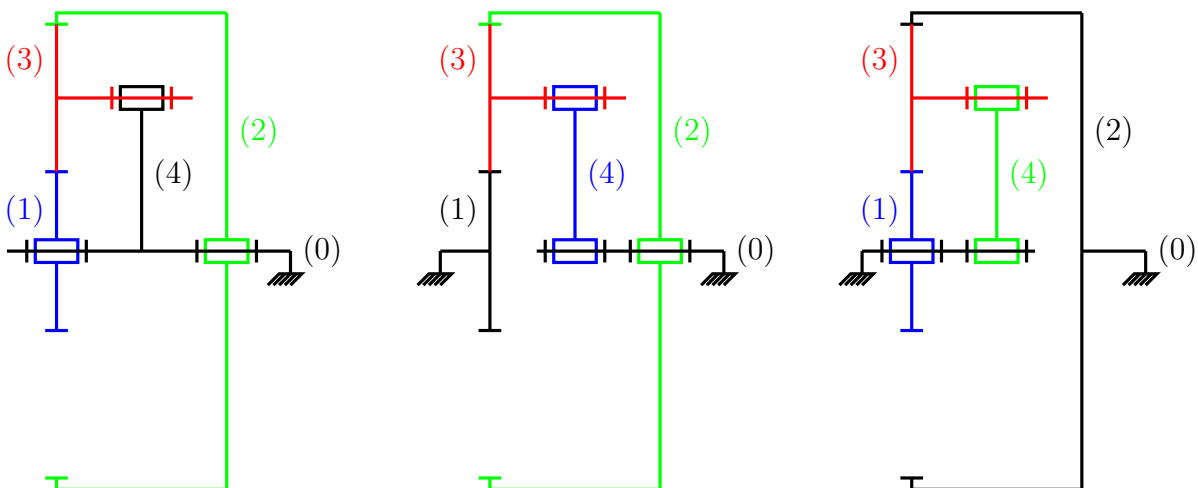 (3) (3) (3)
(2) (2) (2)
(4) (4) (4)
(1) (1) (1)
(0) (0) (0)